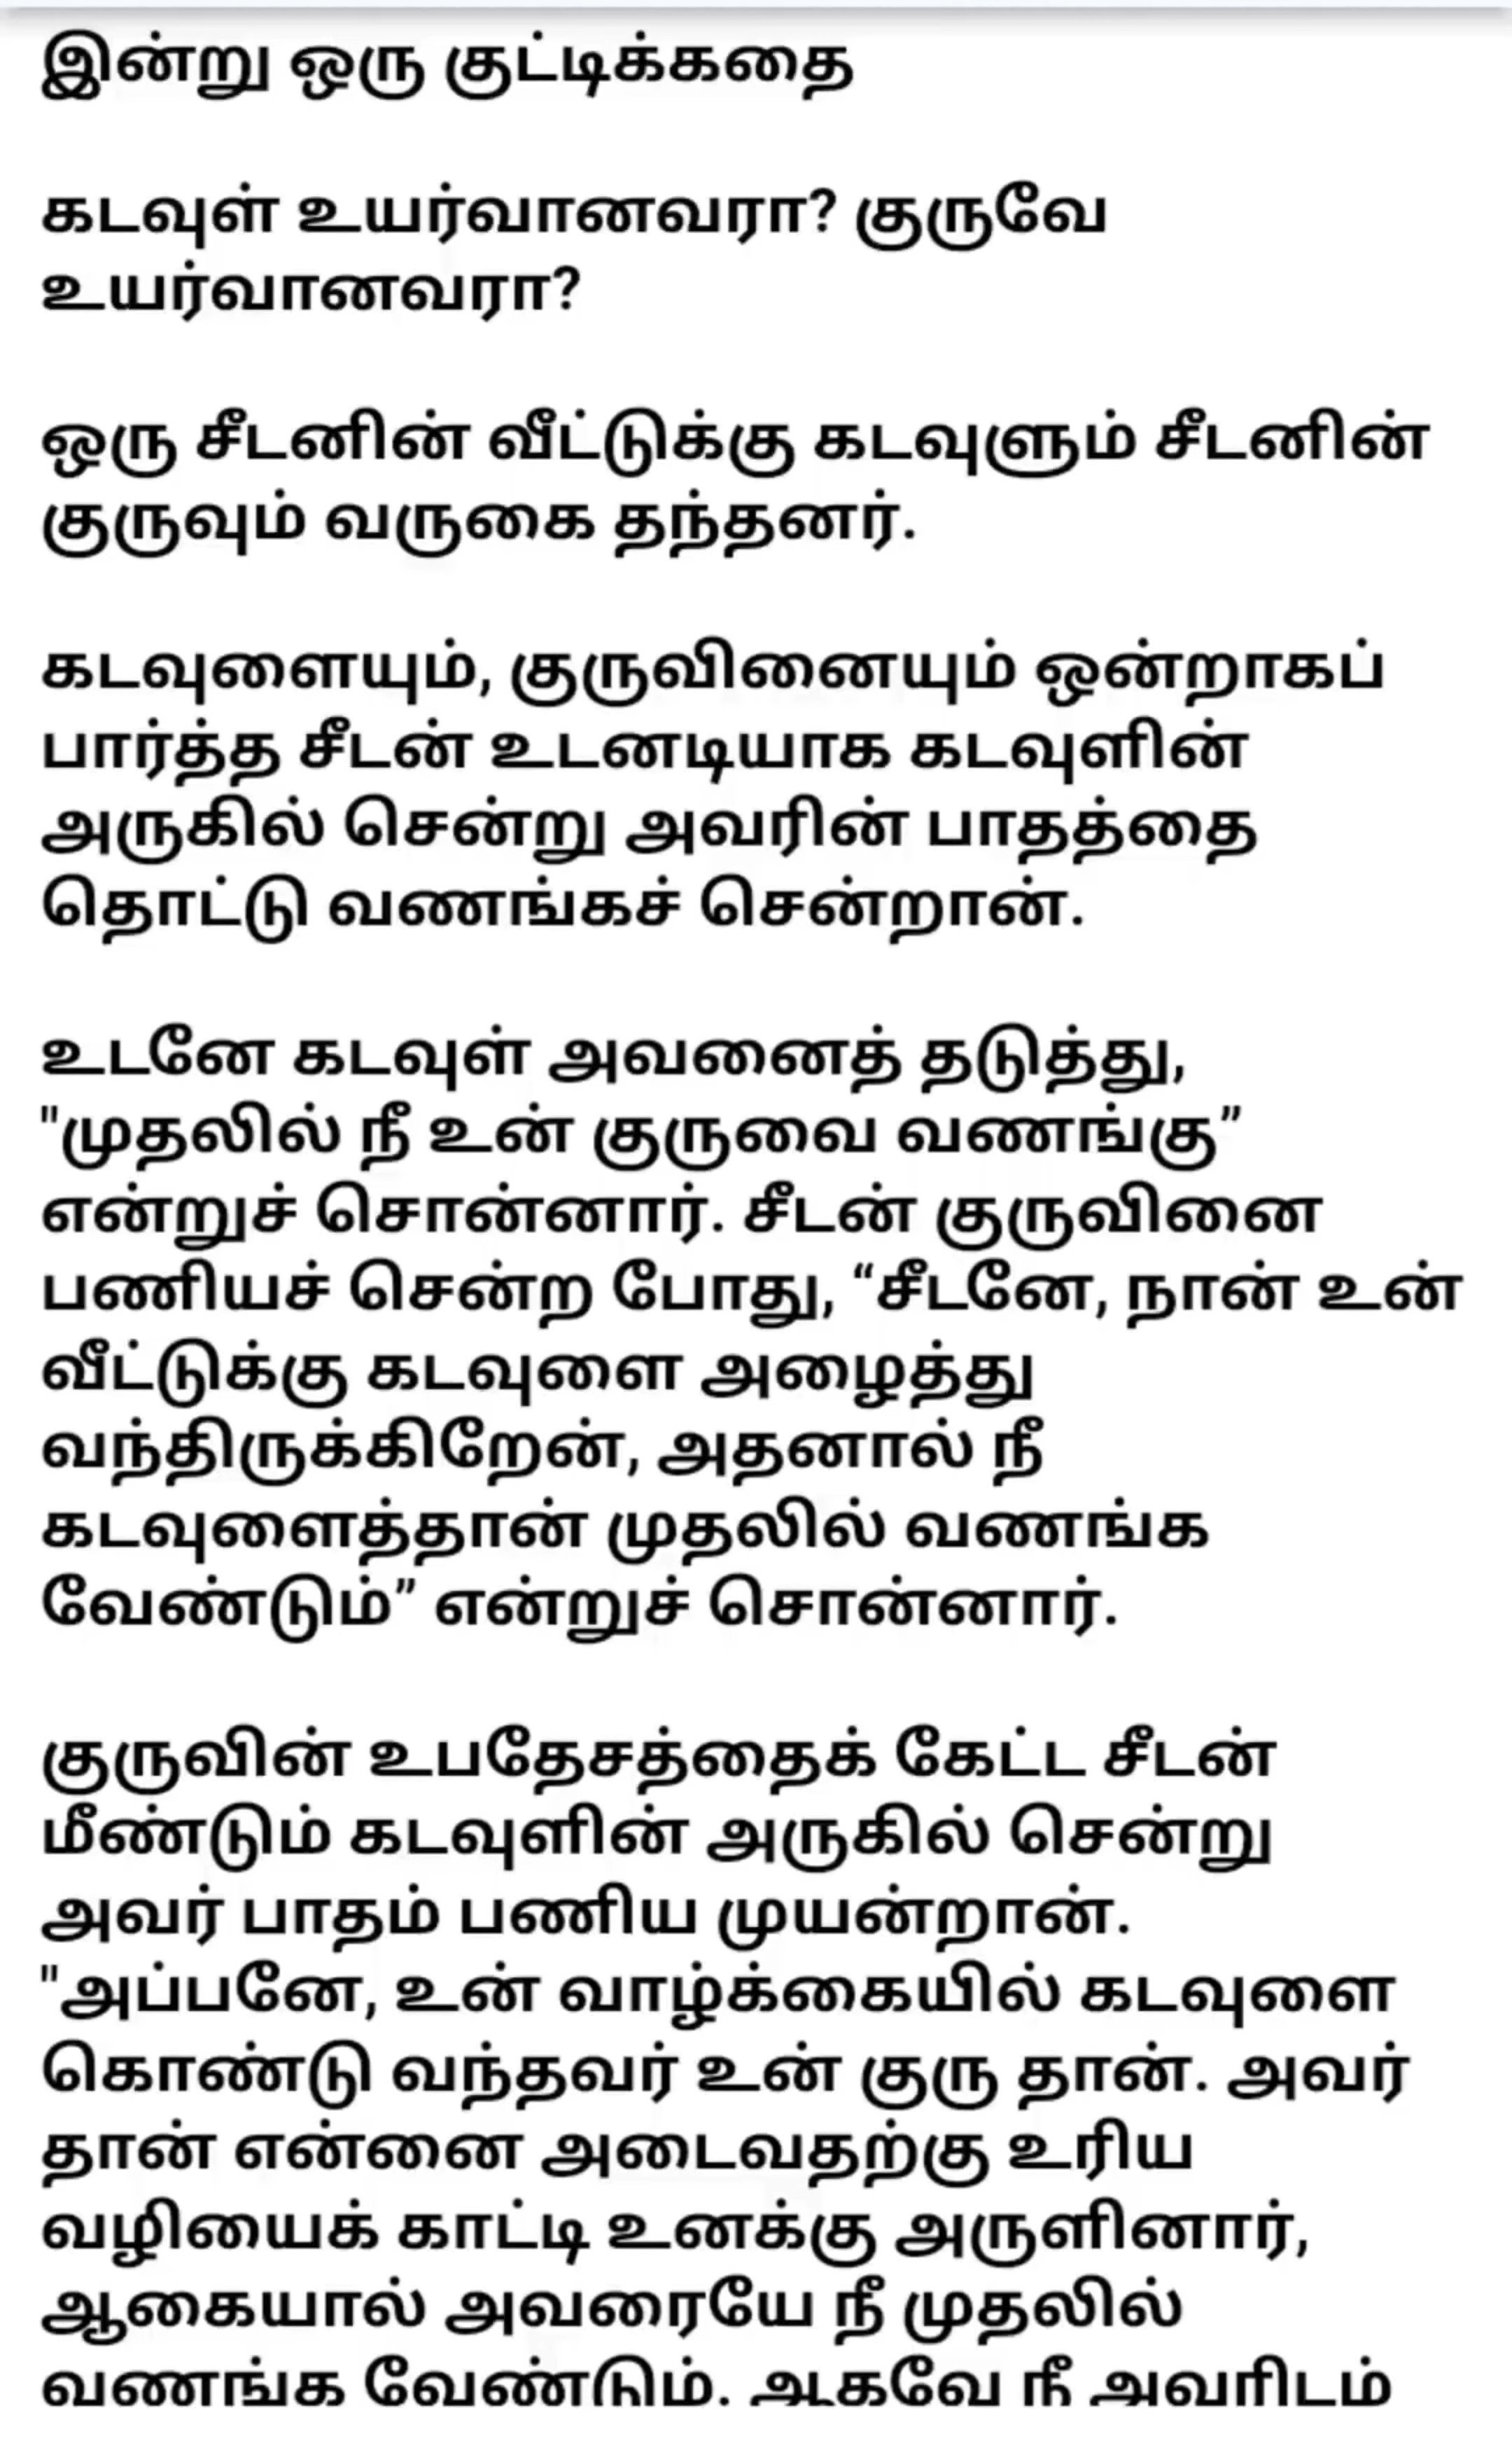 இன்று ஒரு குட்டிக்கதை
கடவுள் உயர்வானவரா? குருவே
உயர்வானவரா?
ஒரு சீடனின் வீட்டுக்கு கடவுளும் சீடனின்
குருவும் வருகை தந்தனர்.
கடவுளையும், குருவினையும் ஒன்றாகப்
பார்த்த சீடன் உடனடியாக கடவுளின்
அருகில் சென்று அவரின் பாதத்தை
தொட்டு வணங்கச் சென்றான்.
உடனே கடவுள் அவனைத் தடுத்து,
"முதலில் நீ உன் குருவை வணங்கு”
என்றுச் சொன்னார். சீடன் குருவினை
பணியச் சென்ற போது, “சீடனே, நான் உன்
வீட்டுக்கு கடவுளை அழைத்து
வந்திருக்கிறேன், அதனால் நீ
கடவுளைத்தான் முதலில் வணங்க
வேண்டும்” என்றுச் சொன்னார்.
குருவின் உபதேசத்தைக் கேட்ட சீடன்
மீண்டும் கடவுளின் அருகில் சென்று
அவர் பாதம் பணிய முயன்றான்.
"அப்பனே, உன் வாழ்க்கையில் கடவுளை
கொண்டு வந்தவர் உன் குரு தான். அவர்
தான் என்னை அடைவதற்கு உரிய
வழியைக் காட்டி உனக்கு அருளினார்,
ஆகையால் அவரையே நீ முதலில்
வணங்க வேண்டும். ஆகவே நீ அவரிடம்